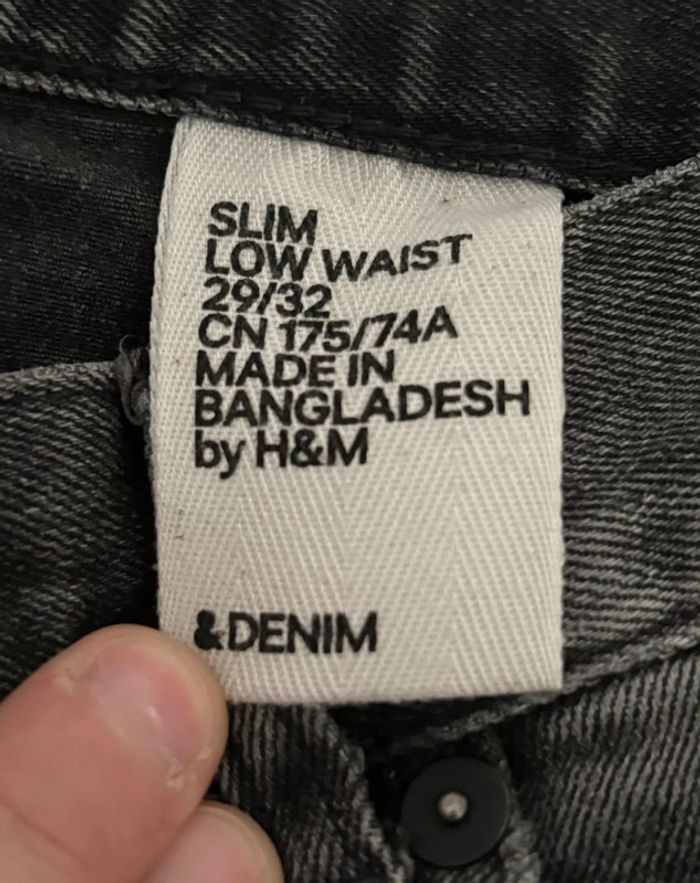 SLIM
LOW WAIST
29/32
CN 175/74A
MADE IN
BANGLADESH
by H&M
&DENIM